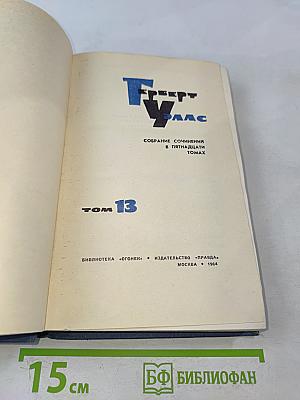 Герберт
Уэллс
СОБРАНИЕ СОЧИНЕНИЙ
В ПЯТНАДЦАТИ
ТОМАХ
ТОМ 13
БИБЛИОТЕКА «ОГОНЕК» • ИЗДАТЕЛЬСТВО «ПРАВДА»
МОСКВА • 1964
15 см
БФ БИБЛИОФАН